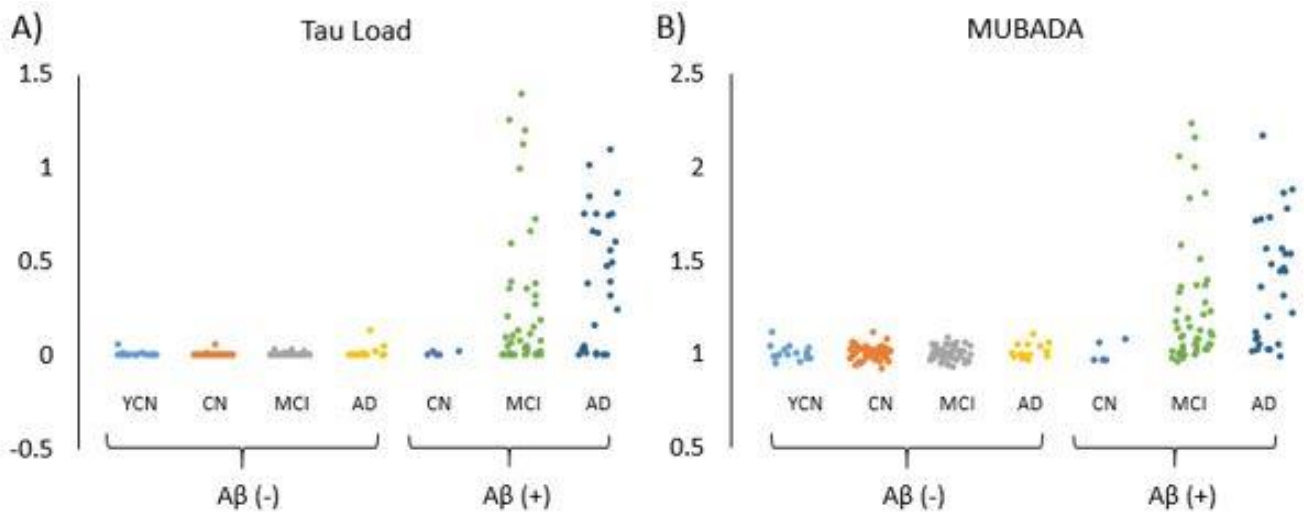 A)
Tau Load
1.5
1
0.5
0
-0.5
YCN CN MCI AD CN MCI AD
Aβ (-) Aβ (+)
B)
MUBADA
2.5
2
1.5
1
0.5
YCN CN MCI AD CN MCI AD
Aβ (-) Aβ (+)